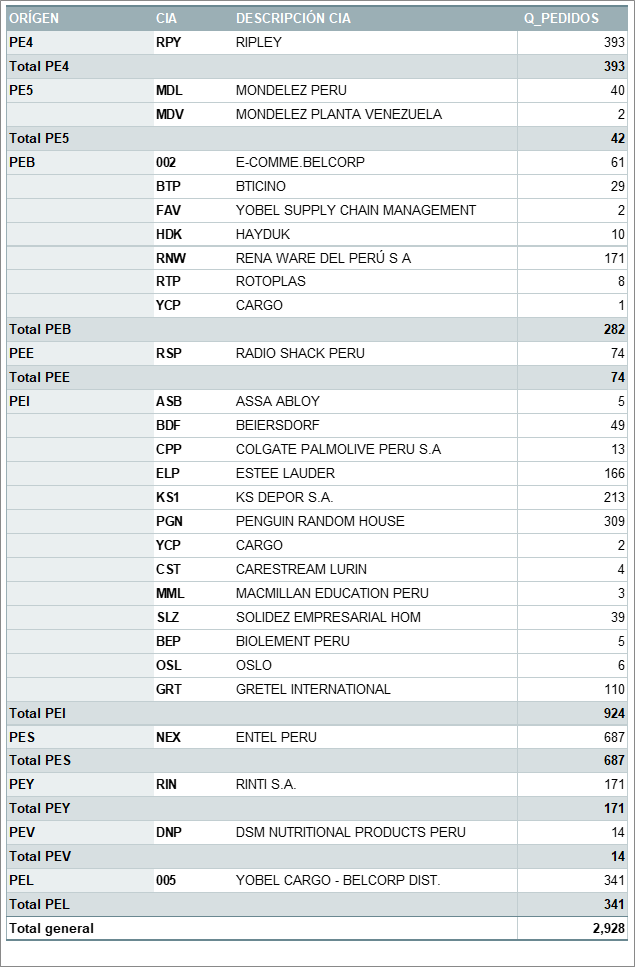 ORÍGEN CIA DESCRIPCIÓN CIA Q_PEDIDOS
PE4 RPY RIPLEY 393
Total PE4 393
PE5 MDL MONDELEZ PERU 40
MDV MONDELEZ PLANTA VENEZUELA 2
Total PE5 42
PEB 002 E-COMME.BELCORP 61
BTP BTICINO 29
FAV YOBEL SUPPLY CHAIN MANAGEMENT 2
HDK HAYDUK 10
RNW RENA WARE DEL PERÚ S A 171
RTP ROTOPLAS 8
YCP CARGO 1
Total PEB 282
PEE RSP RADIO SHACK PERU 74
Total PEE 74
PEI ASB ASSA ABLOY 5
BDF BEIERSDORF 49
CPP COLGATE PALMOLIVE PERU S.A 13
ELP ESTEE LAUDER 166
KS1 KS DEPOR S.A. 213
PGN PENGUIN RANDOM HOUSE 309
YCP CARGO 2
CST CARESTREAM LURIN 4
MML MACMILLAN EDUCATION PERU 3
SLZ SOLIDEZ EMPRESARIAL HOM 39
BEP BIOLEMENT PERU 5
OSL OSLO 6
GRT GRETEL INTERNATIONAL 110
Total PEI 924
PES NEX ENTEL PERU 687
Total PES 687
PEY RIN RINTI S.A. 171
Total PEY 171
PEV DNP DSM NUTRITIONAL PRODUCTS PERU 14
Total PEV 14
PEL 005 YOBEL CARGO - BELCORP DIST. 341
Total PEL 341
Total general 2,928